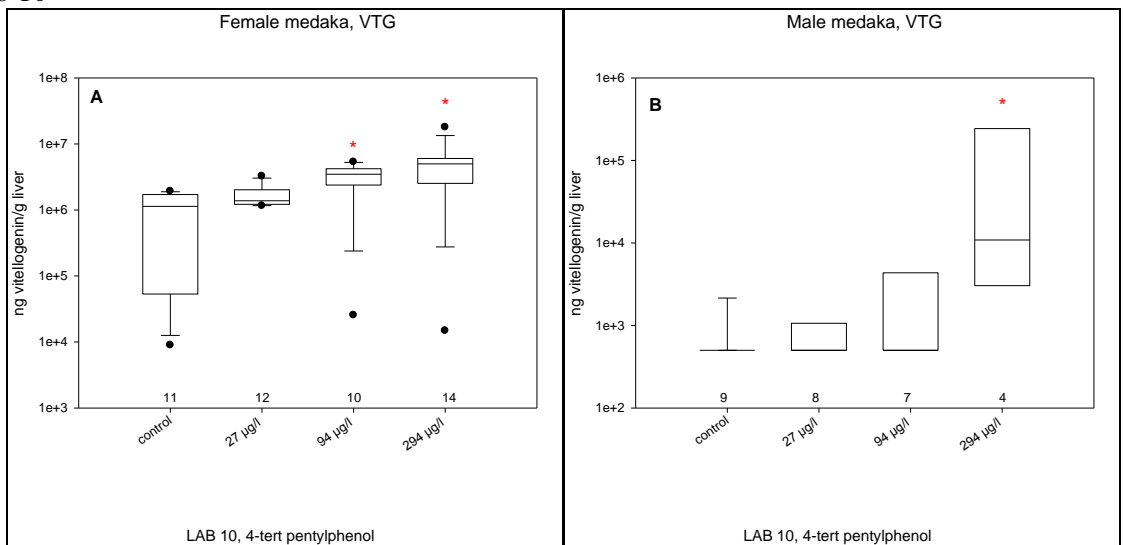 Female medaka, VTG
A
1e+8
1e+7
1e+6
1e+5
1e+4
1e+3
ng vitellogenin/g liver
*
*
11
12
10
14
control
27 µg/l
94 µg/l
294 µg/l
LAB 10, 4-tert pentylphenol
Male medaka, VTG
B
1e+6
1e+5
1e+4
1e+3
1e+2
ng vitellogenin/g liver
*
9
8
7
4
control
27 µg/l
94 µg/l
294 µg/l
LAB 10, 4-tert pentylphenol